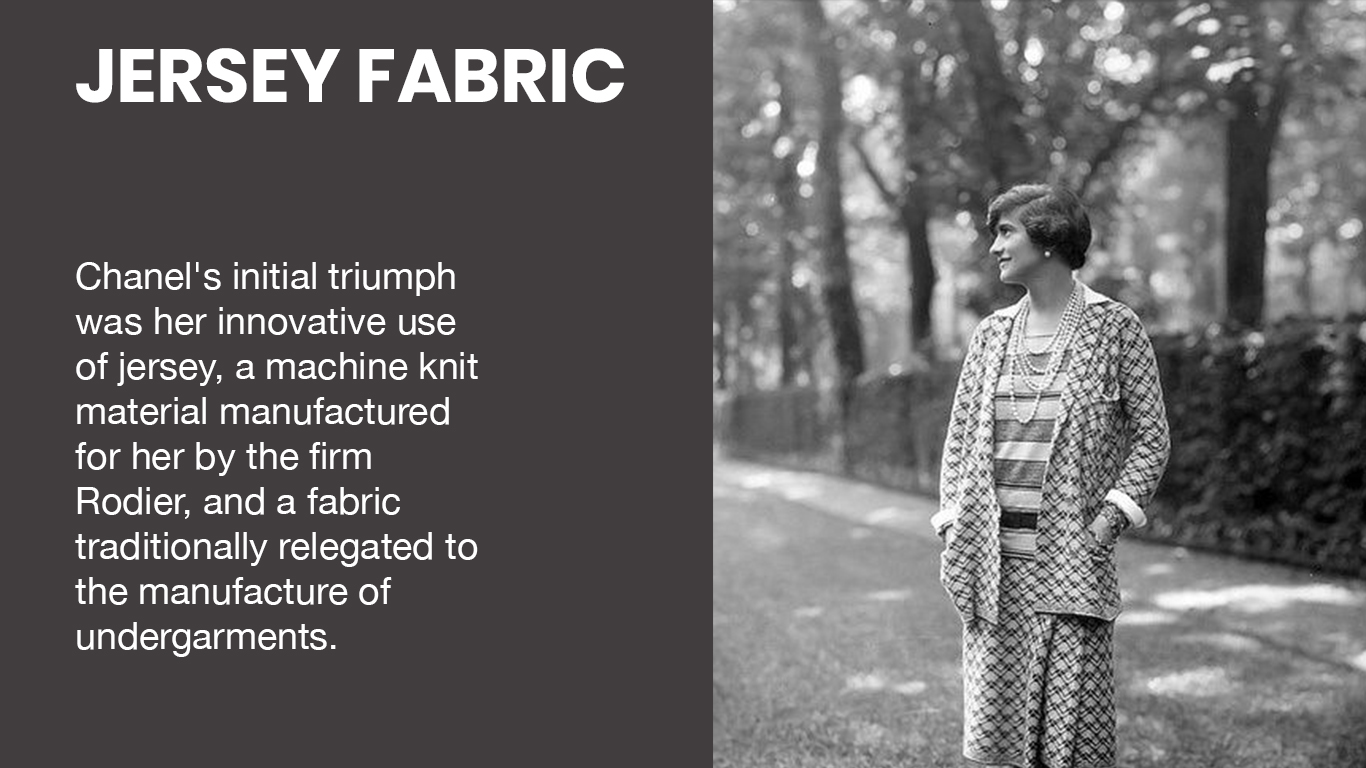 JERSEY FABRIC
Chanel's initial triumph
was her innovative use
of jersey, a machine knit
material manufactured
for her by the firm
Rodier, and a fabric
traditionally relegated to
the manufacture of
undergarments.